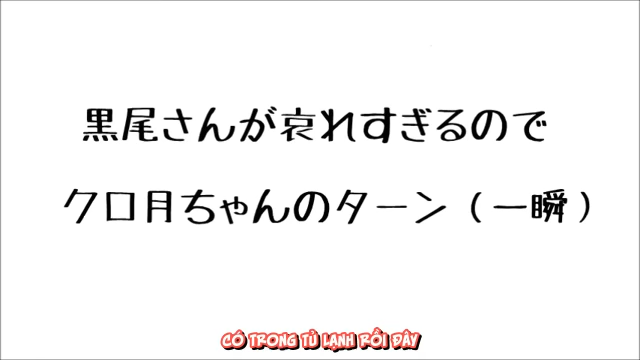 黒尾さんが哀れすぎるので
クロ月ちゃんのターン（一瞬）
CÓ TRONG TỦ LẠNH RỒI ĐÂY